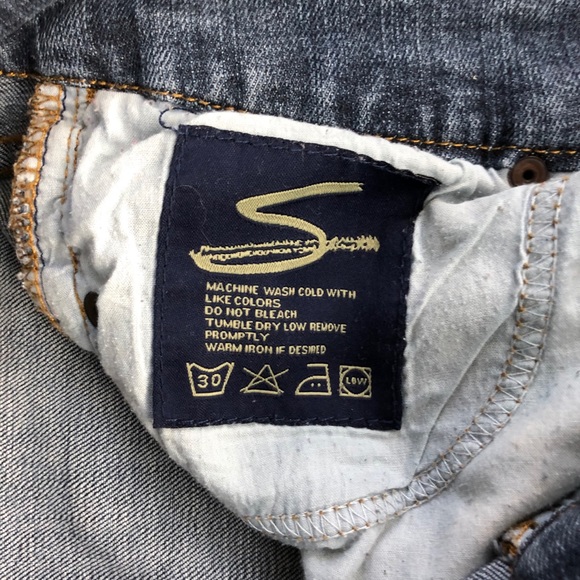 S
MACHINE WASH COLD WITH
LIKE COLORS
DO NOT BLEACH
TUMBLE DRY LOW REMOVE
PROMPTLY
WARM IRON IF DESIRED
30 LOW